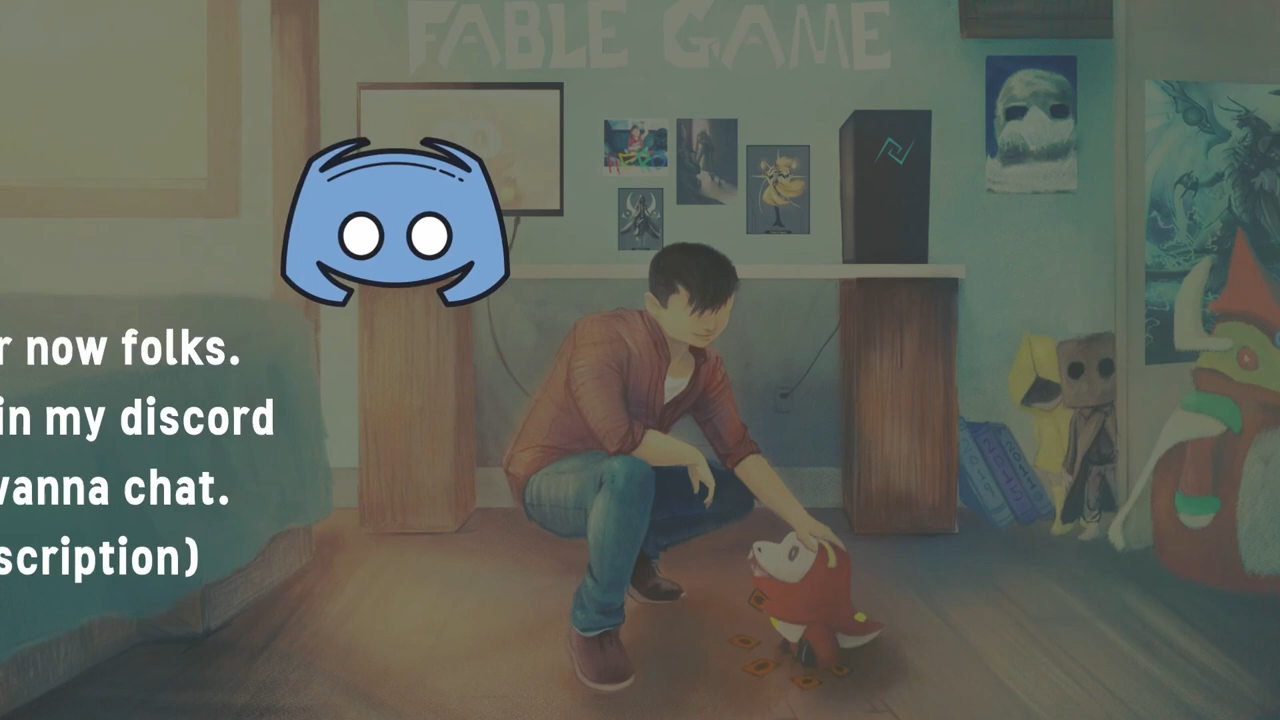 FABLE GAME
r now folks.
in my discord
vanna chat.
scription)